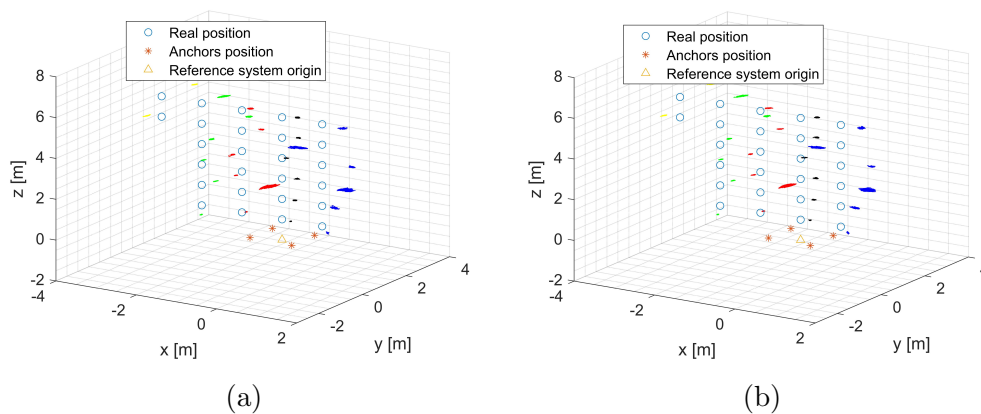 Real position
Anchors position
Reference system origin
8
6
4
2
0
-2
z [m]
-4
-2
0
2
x [m]
-2
0
2
4
y [m]
(a)
Real position
Anchors position
Reference system origin
8
6
4
2
0
-2
z [m]
-4
-2
0
2
x [m]
-2
0
2
y [m]
(b)